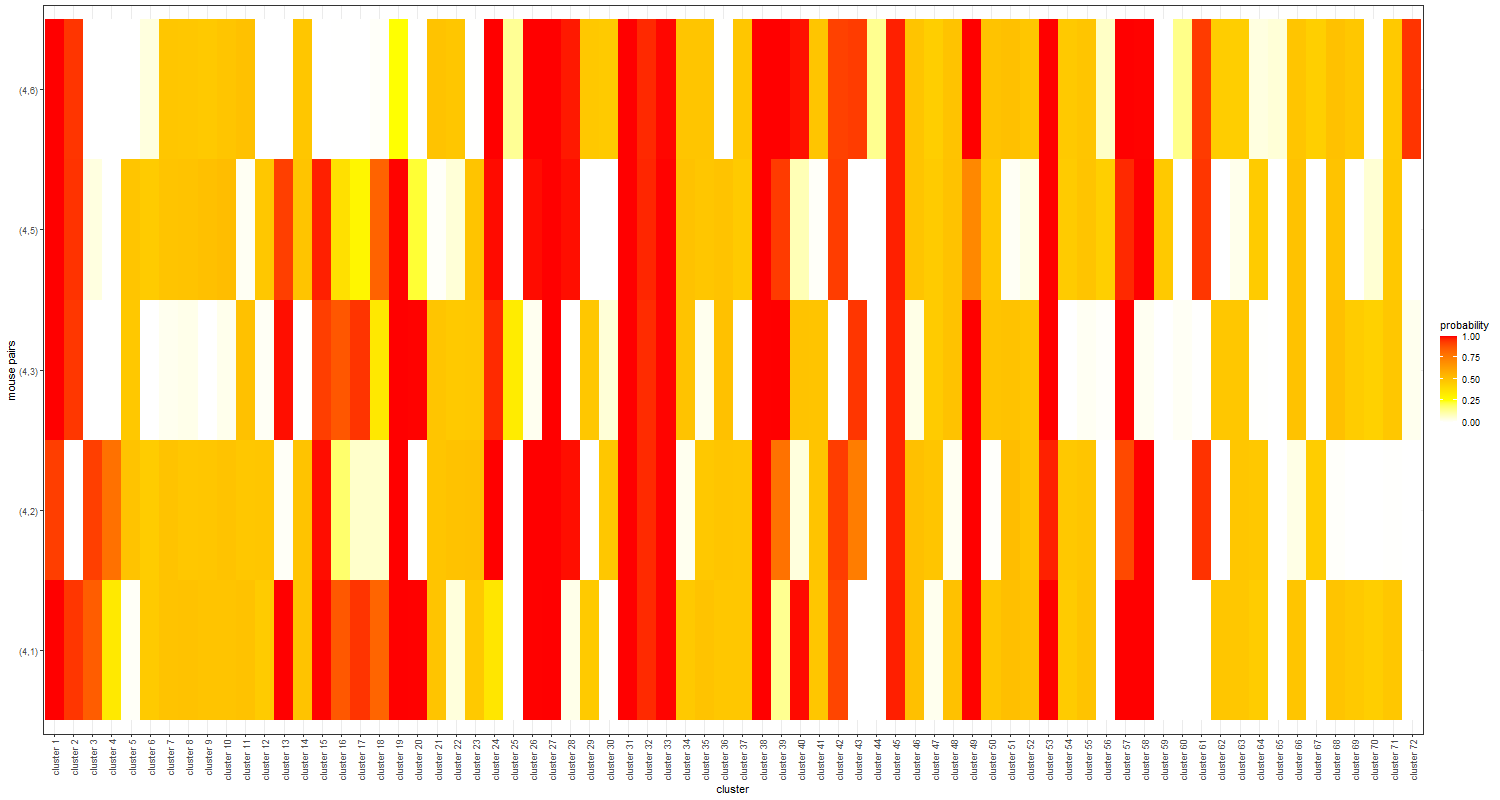 (4,6)
(4,5)
(4,3)
(4,2)
(4,1)
mouse pairs
cluster 1
cluster 2
cluster 3
cluster 4
cluster 5
cluster 6
cluster 7
cluster 8
cluster 9
cluster 10
cluster 11
cluster 12
cluster 13
cluster 14
cluster 15
cluster 16
cluster 17
cluster 18
cluster 19
cluster 20
cluster 21
cluster 22
cluster 23
cluster 24
cluster 25
cluster 26
cluster 27
cluster 28
cluster 29
cluster 30
cluster 31
cluster 32
cluster 33
cluster 34
cluster 35
cluster 36
cluster 37
cluster 38
cluster 39
cluster 40
cluster 41
cluster 42
cluster 43
cluster 44
cluster 45
cluster 46
cluster 47
cluster 48
cluster 49
cluster 50
cluster 51
cluster 52
cluster 53
cluster 54
cluster 55
cluster 56
cluster 57
cluster 58
cluster 59
cluster 60
cluster 61
cluster 62
cluster 63
cluster 64
cluster 65
cluster 66
cluster 67
cluster 68
cluster 69
cluster 70
cluster 71
cluster 72
cluster
probability
1.00
0.75
0.50
0.25
0.00